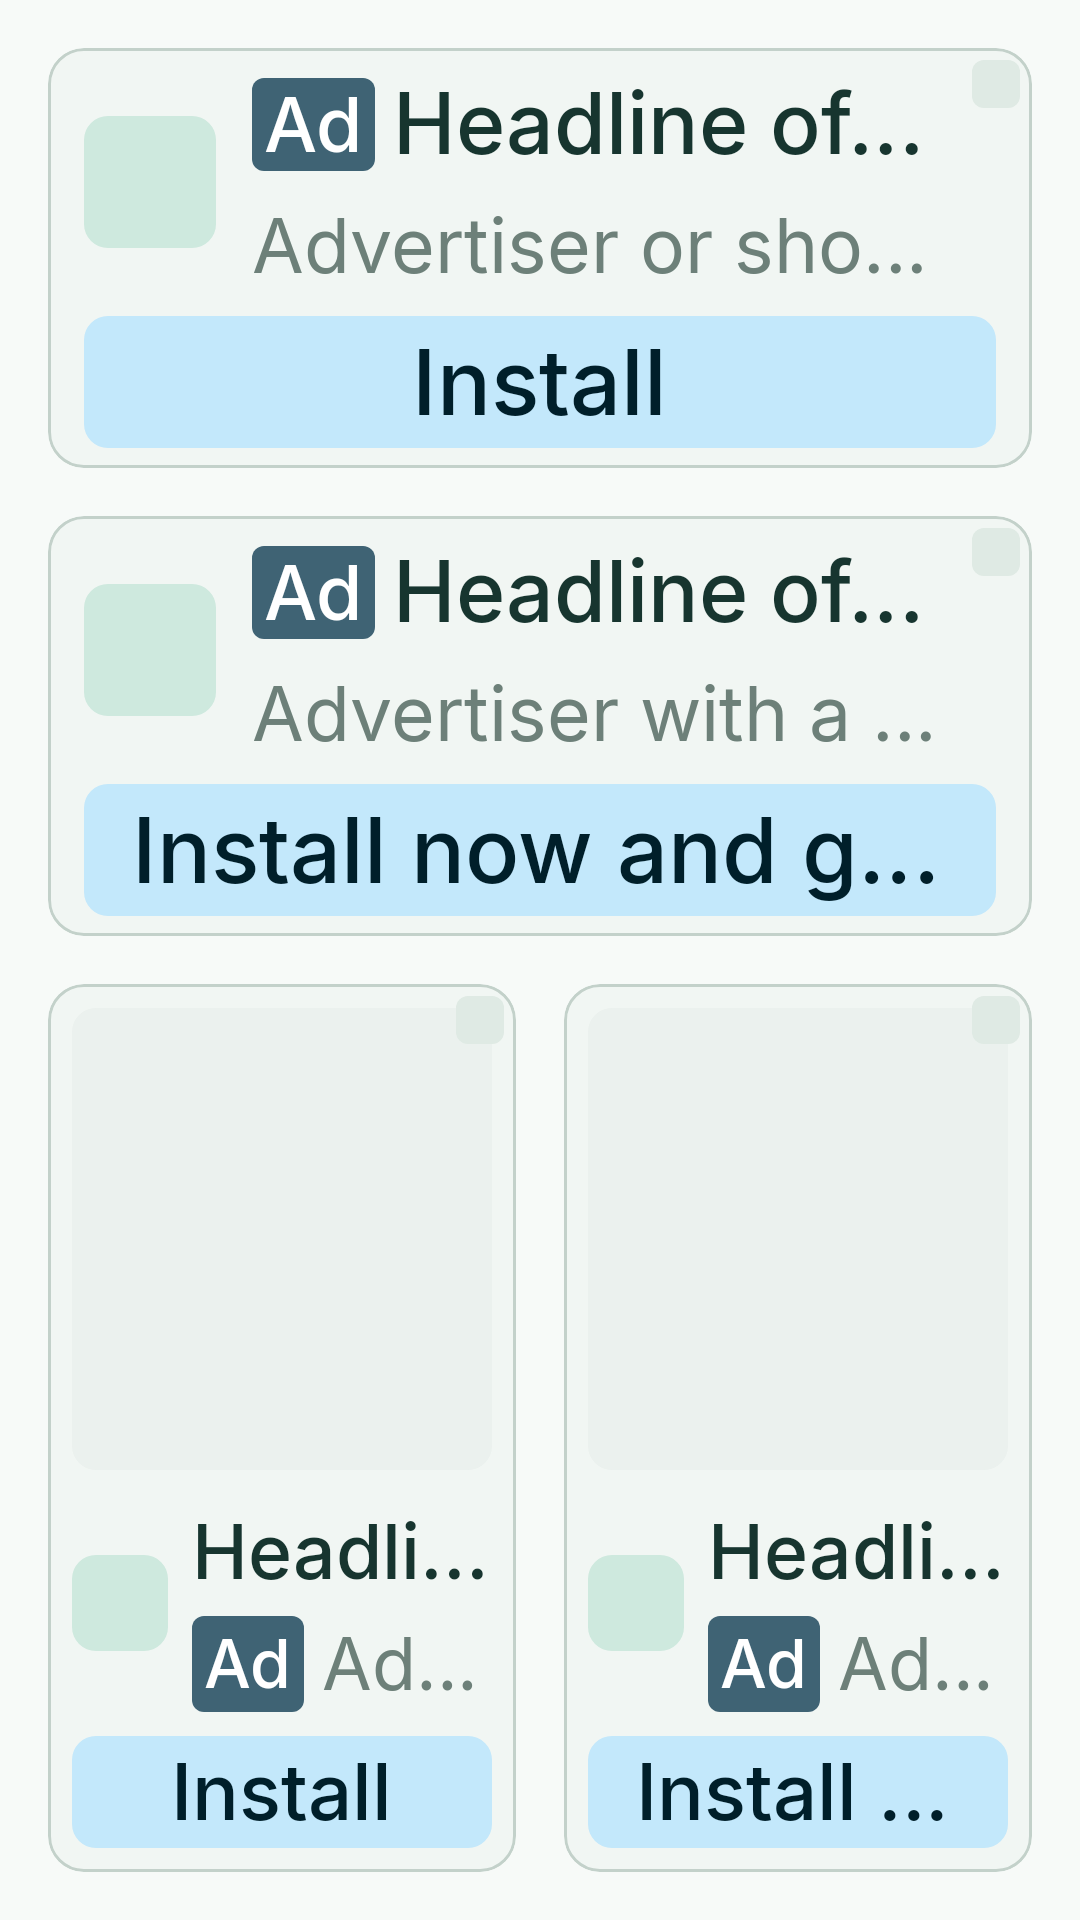 Ad Headline of...
Advertiser or sho...
Install
Ad Headline of...
Advertiser with a ...
Install now and g...
Headli...
Ad Ad...
Install
Headli...
Ad Ad...
Install ...